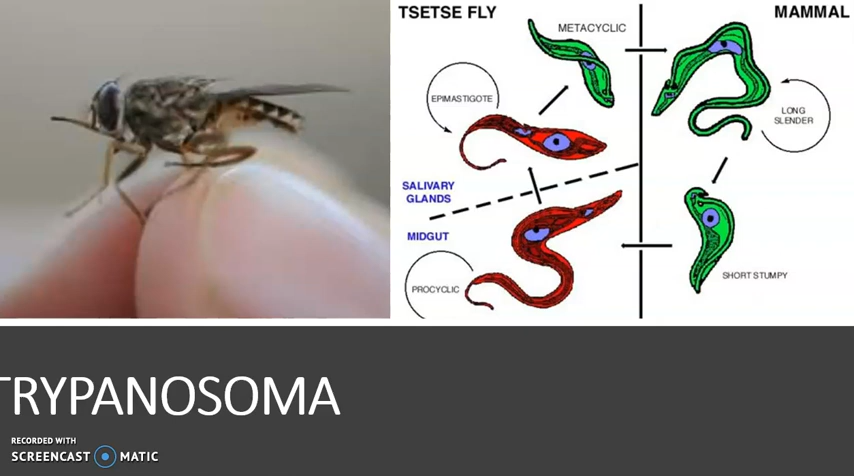 TSETSE FLY
MAMMAL
METACYCLIC
EPIMASTIGOTE
LONG
SLENDER
SALIVARY
GLANDS
MIDGUT
PROCYCLIC
SHORT STUMPY
TRYPANOSOMA
RECORDED WITH
SCREENCAST MATIC